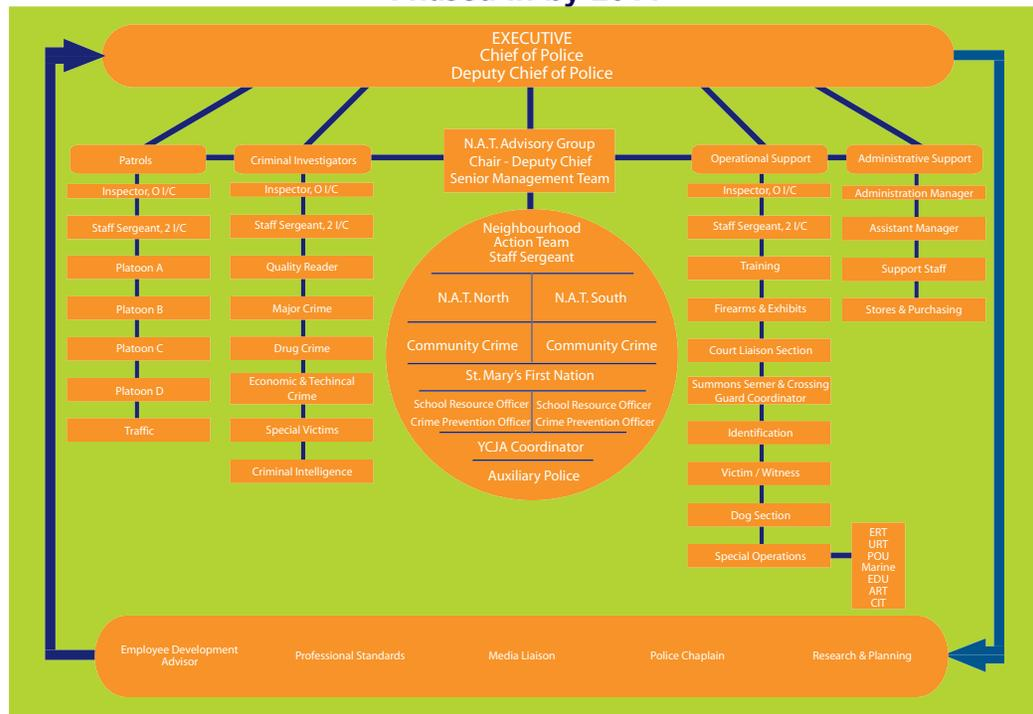 EXECUTIVE
Chief of Police
Deputy Chief of Police
Patrols
Inspector, O I/C
Staff Sergeant, 2 I/C
Platoon A
Platoon B
Platoon C
Platoon D
Traffic
Criminal Investigators
Inspector, O I/C
Staff Sergeant, 2 I/C
Quality Reader
Major Crime
Drug Crime
Economic & Techincal
Crime
Special Victims
Criminal Intelligence
N.A.T. Advisory Group
Chair - Deputy Chief
Senior Management Team
Neighbourhood
Action Team
Staff Sergeant
N.A.T. North
N.A.T. South
Community Crime
Community Crime
St. Mary's First Nation
School Resource Officer
School Resource Officer
Crime Prevention Officer
Crime Prevention Officer
YCJA Coordinator
Auxiliary Police
Operational Support
Inspector, O I/C
Staff Sergeant, 2 I/C
Training
Firearms & Exhibits
Court Liaison Section
Summons Semer & Crossing
Guard Coordinator
Identification
Victim / Witness
Dog Section
Special Operations
ERT
URT
POU
Marine
EDU
ART
CIT
Administrative Support
Administration Manager
Assistant Manager
Support Staff
Stores & Purchasing
Employee Development
Advisor
Professional Standards
Media Liaison
Police Chaplain
Research & Planning